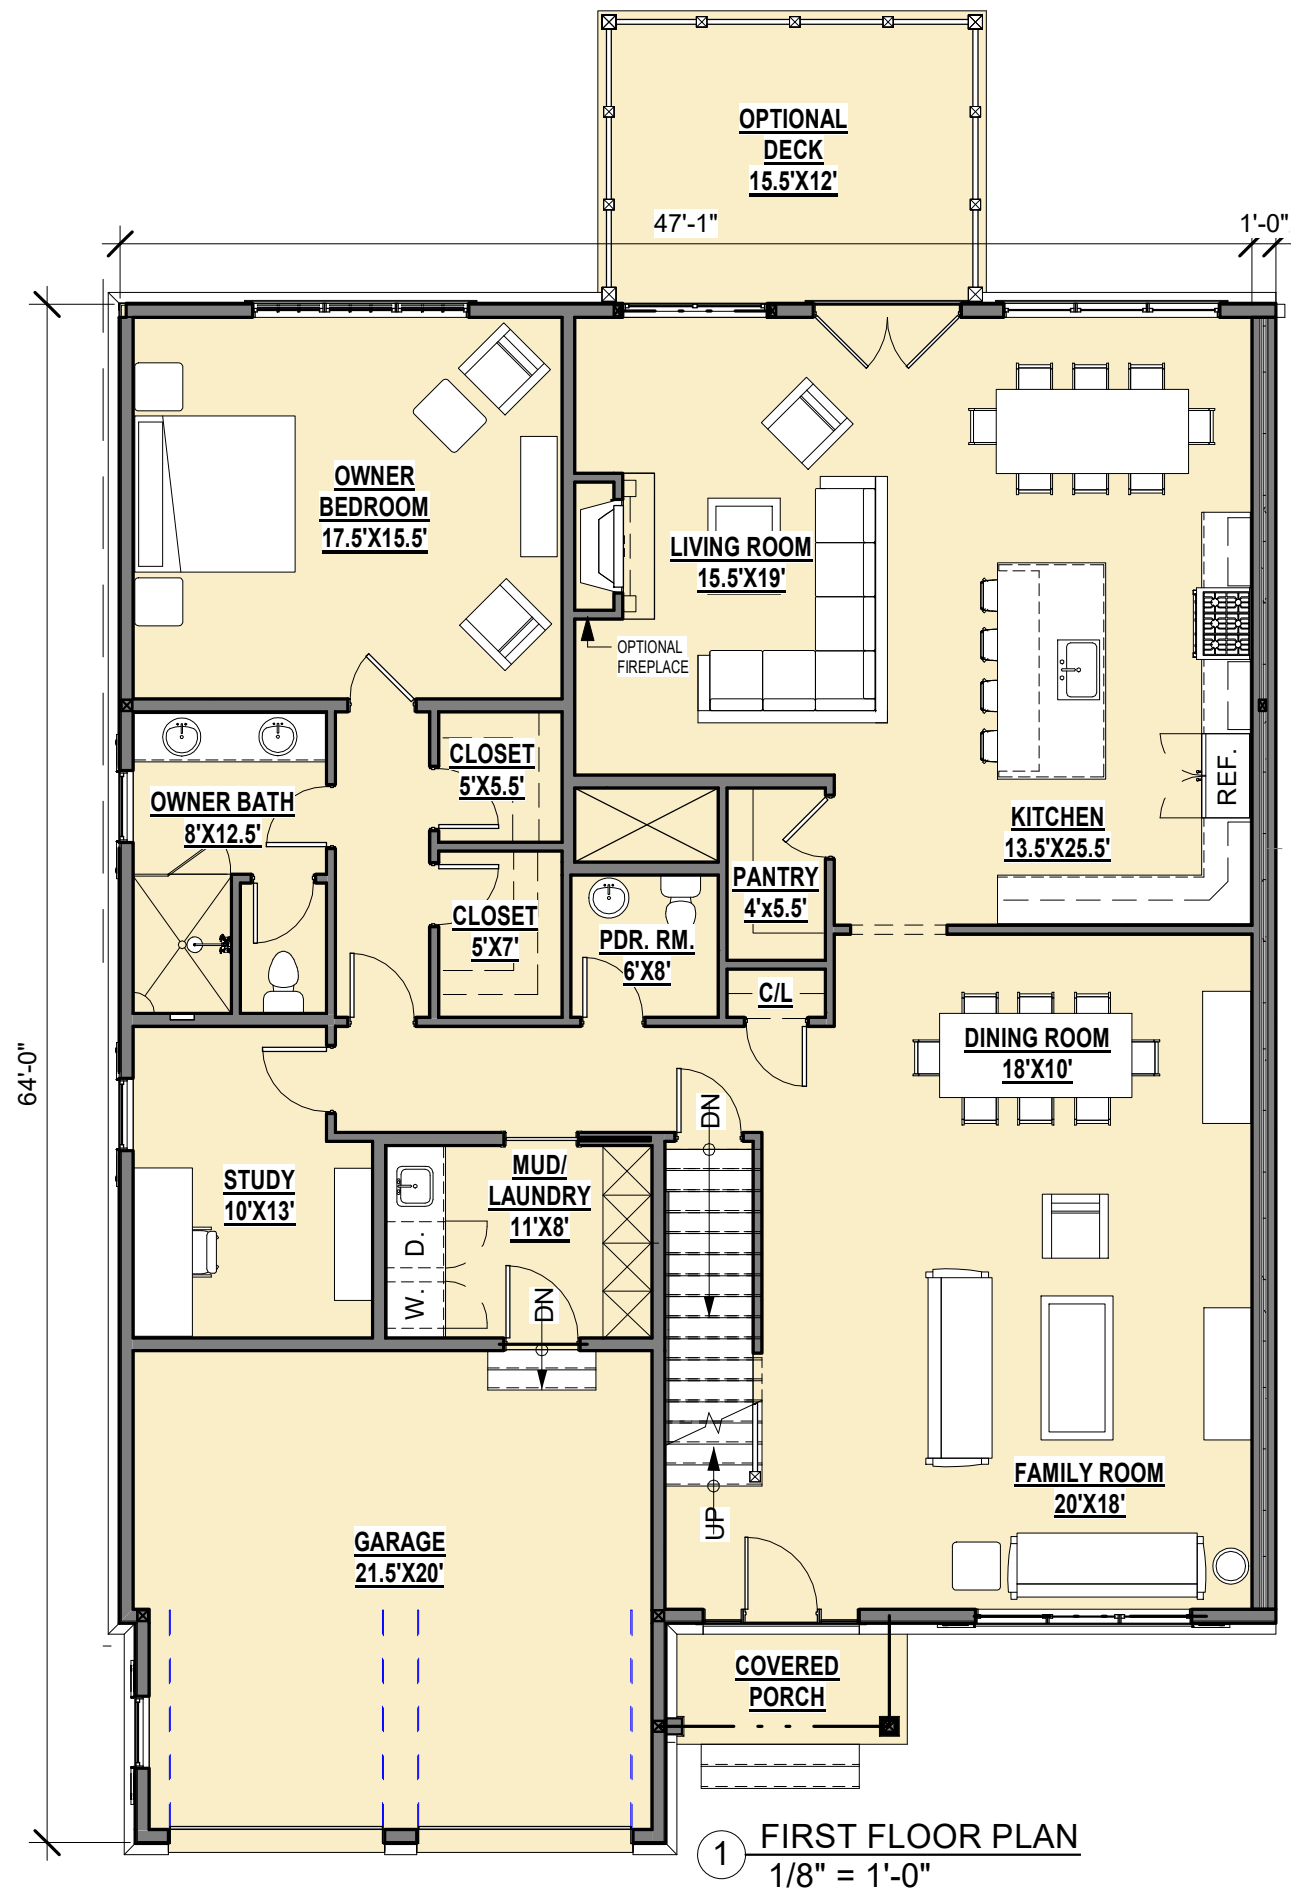 OPTIONAL
DECK
15.5'X12'
47'-1"
1'-0"
OWNER
BEDROOM
17.5'X15.5'
LIVING ROOM
15.5'X19'
OPTIONAL
FIREPLACE
CLOSET
5'X5.5'
OWNER BATH
8'X12.5'
REF.
KITCHEN
13.5'X25.5'
PANTRY
4'x5.5'
CLOSET
5'X7'
PDR. RM.
6'X8'
C/L
DINING ROOM
18'X10'
64'-0"
DN
STUDY
10'X13'
MUD/
LAUNDRY
11'X8'
D.
W.
DN
FAMILY ROOM
20'X18'
UP
GARAGE
21.5'X20'
COVERED
PORCH
1 FIRST FLOOR PLAN
1/8" = 1'-0"